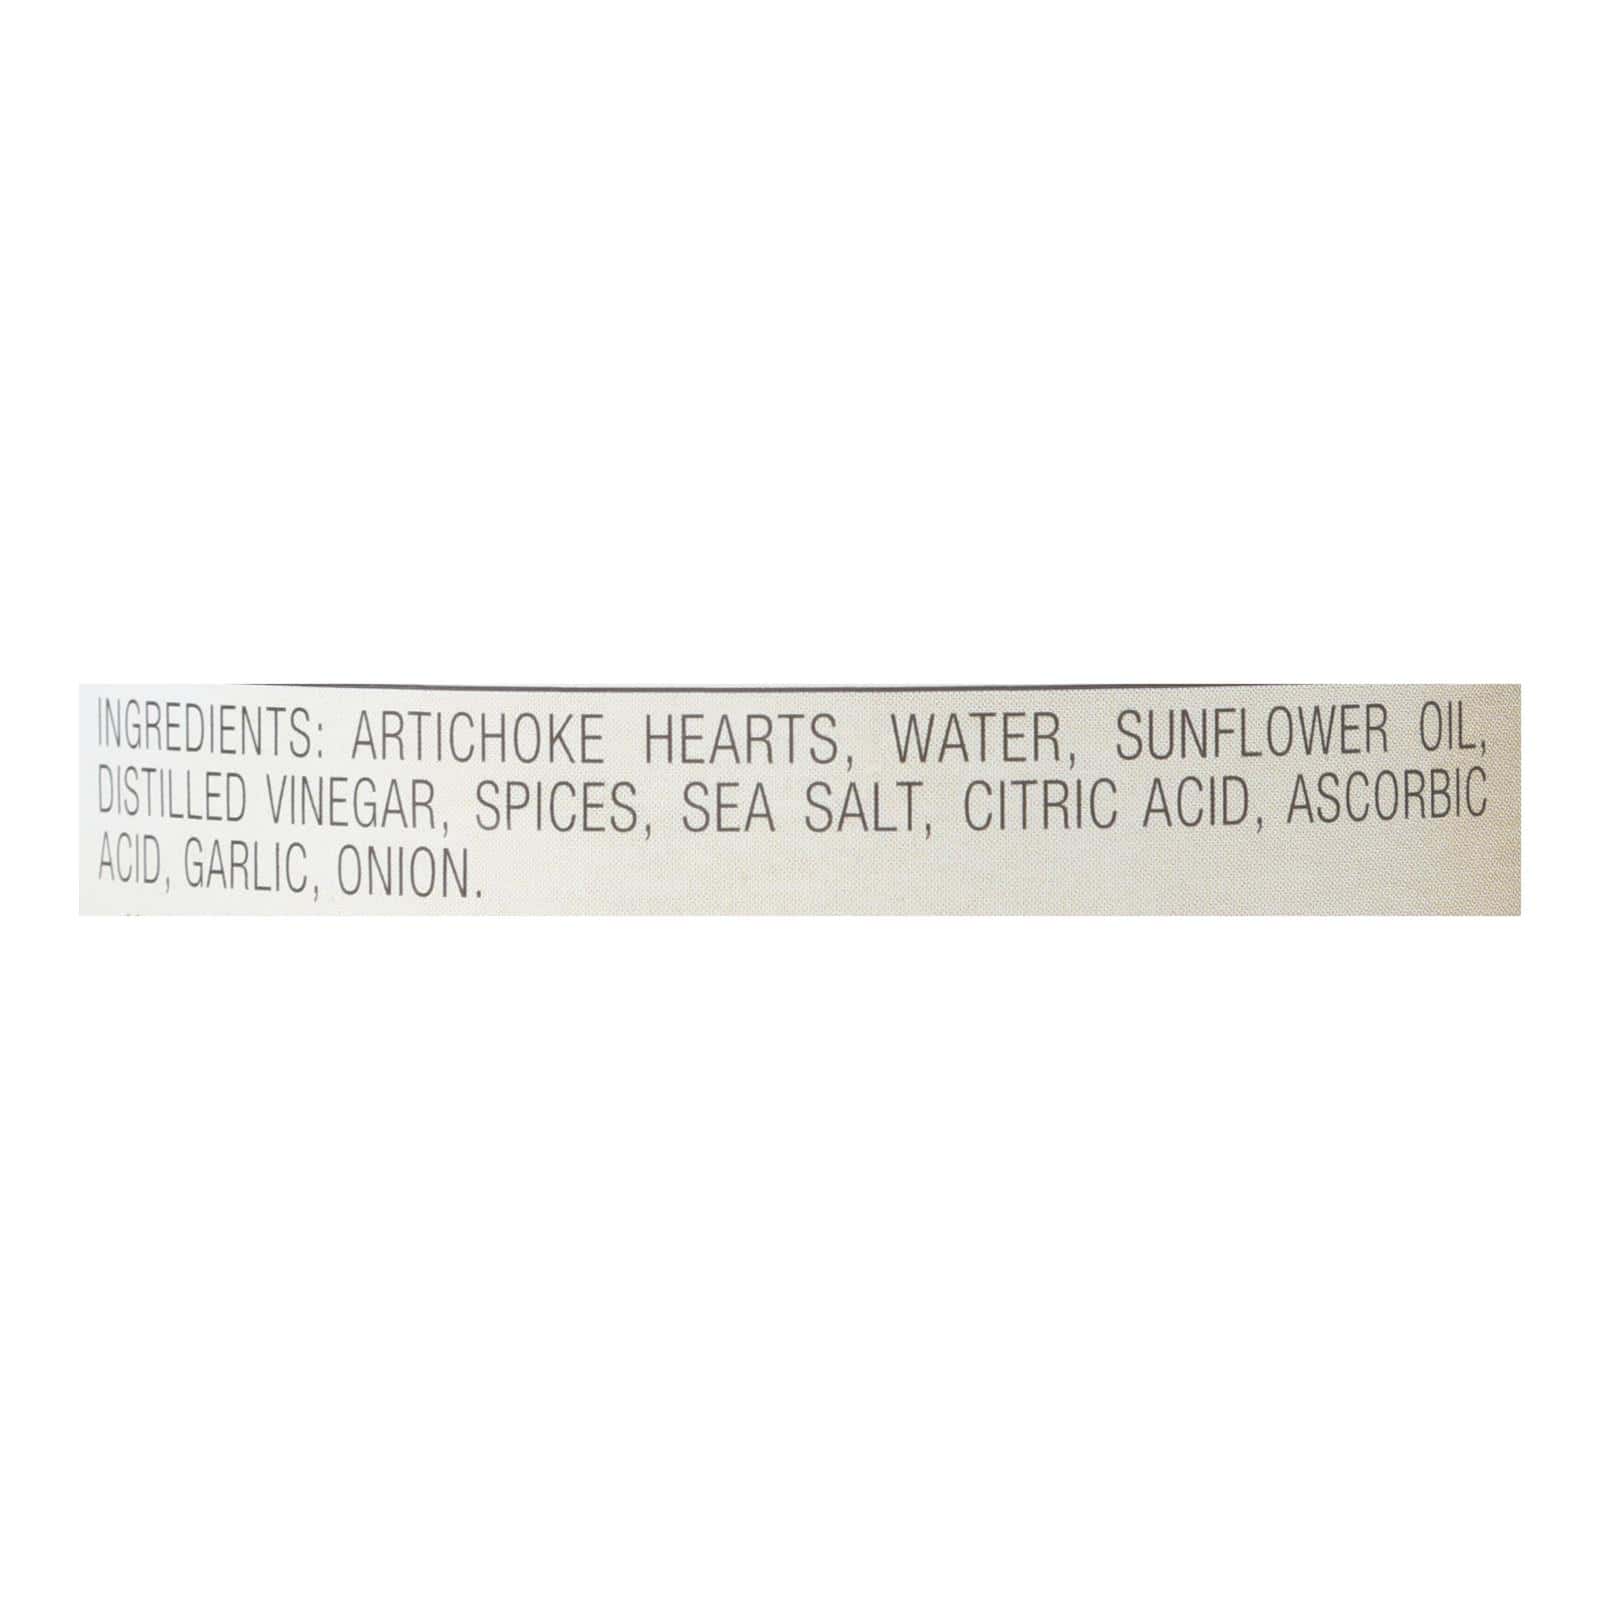 INGREDIENTS: ARTICHOKE HEARTS, WATER, SUNFLOWER OIL,
DISTILLED VINEGAR, SPICES, SEA SALT, CITRIC ACID, ASCORBIC
ACID, GARLIC, ONION.